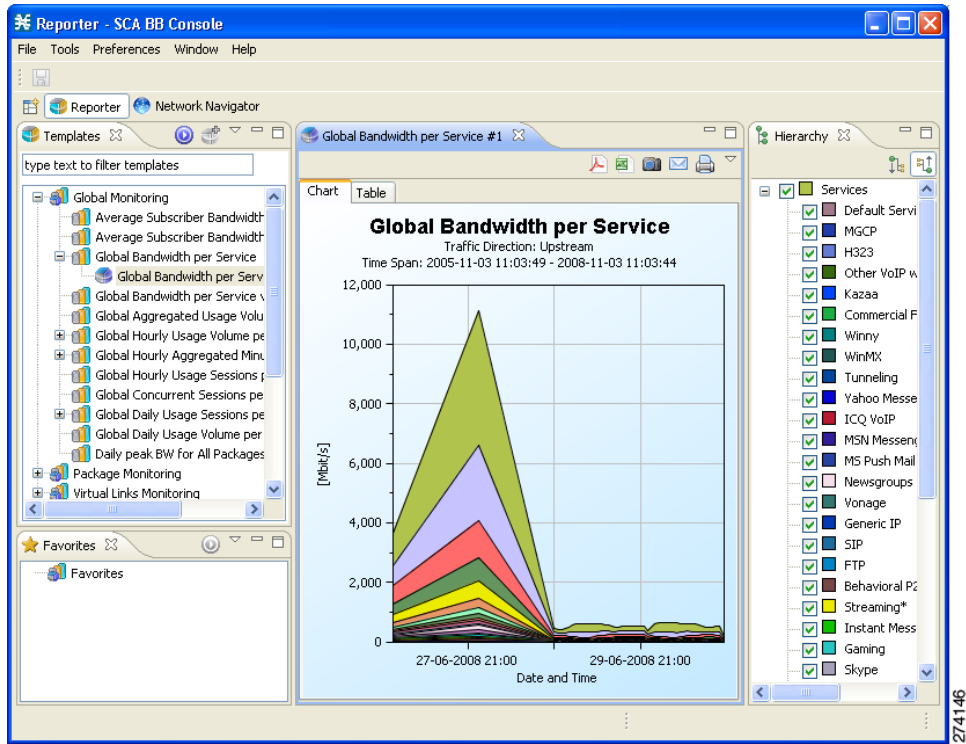 Reporter - SCA BB Console
File Tools Preferences Window Help
Reporter Network Navigator
Templates
type text to filter templates
Global Monitoring
Average Subscriber Bandwidth
Average Subscriber Bandwidth
Global Bandwidth per Service
Global Bandwidth per Serv
Global Bandwidth per Service v
Global Aggregated Usage Volu
Global Hourly Usage Volume pe
Global Hourly Aggregated Minu
Global Hourly Usage Sessions p
Global Concurrent Sessions pe
Global Daily Usage Sessions pe
Global Daily Usage Volume per
Daily peak BW for All Packages
Package Monitoring
Virtual Links Monitoring
Favorites
Favorites
Global Bandwidth per Service #1
Chart Table
Global Bandwidth per Service
Traffic Direction: Upstream
Time Span: 2005-11-03 11:03:49 - 2008-11-03 11:03:44
12,000
10,000
8,000
6,000
4,000
2,000
0
[Mbit/s]
27-06-2008 21:00 29-06-2008 21:00
Date and Time
Hierarchy
Services
Default Servi
MGCP
H323
Other VoIP w
Kazaa
Commercial F
Winny
WinMX
Tunneling
Yahoo Messe
ICQ VoIP
MSN Messeng
MS Push Mail
Newsgroups
Vonage
Generic IP
SIP
FTP
Behavioral P2
Streaming*
Instant Mess
Gaming
Skype
274146